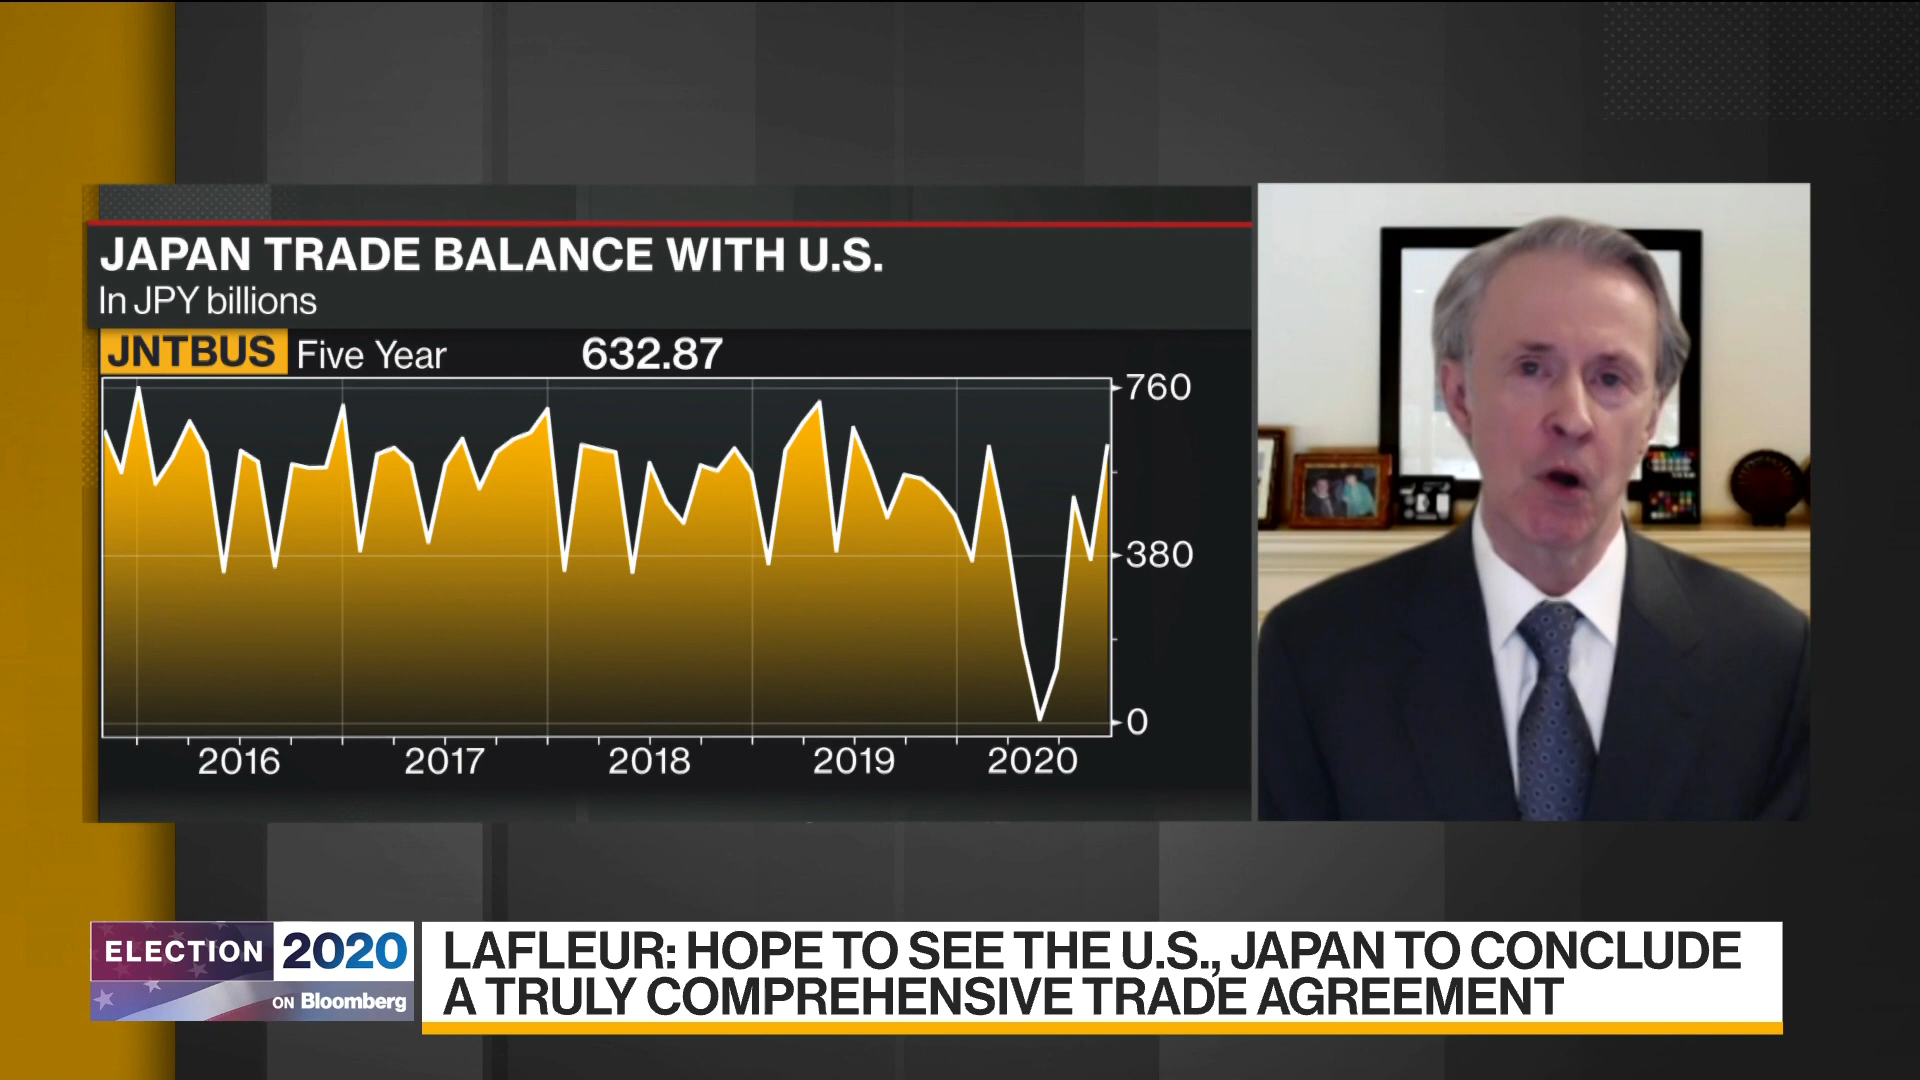 JAPAN TRADE BALANCE WITH U.S.
In JPY billions
JNTBUS Five Year 632.87
760
380
0
2016 2017 2018 2019 2020
ELECTION 2020
ON Bloomberg
LAFLEUR: HOPE TO SEE THE U.S., JAPAN TO CONCLUDE
A TRULY COMPREHENSIVE TRADE AGREEMENT